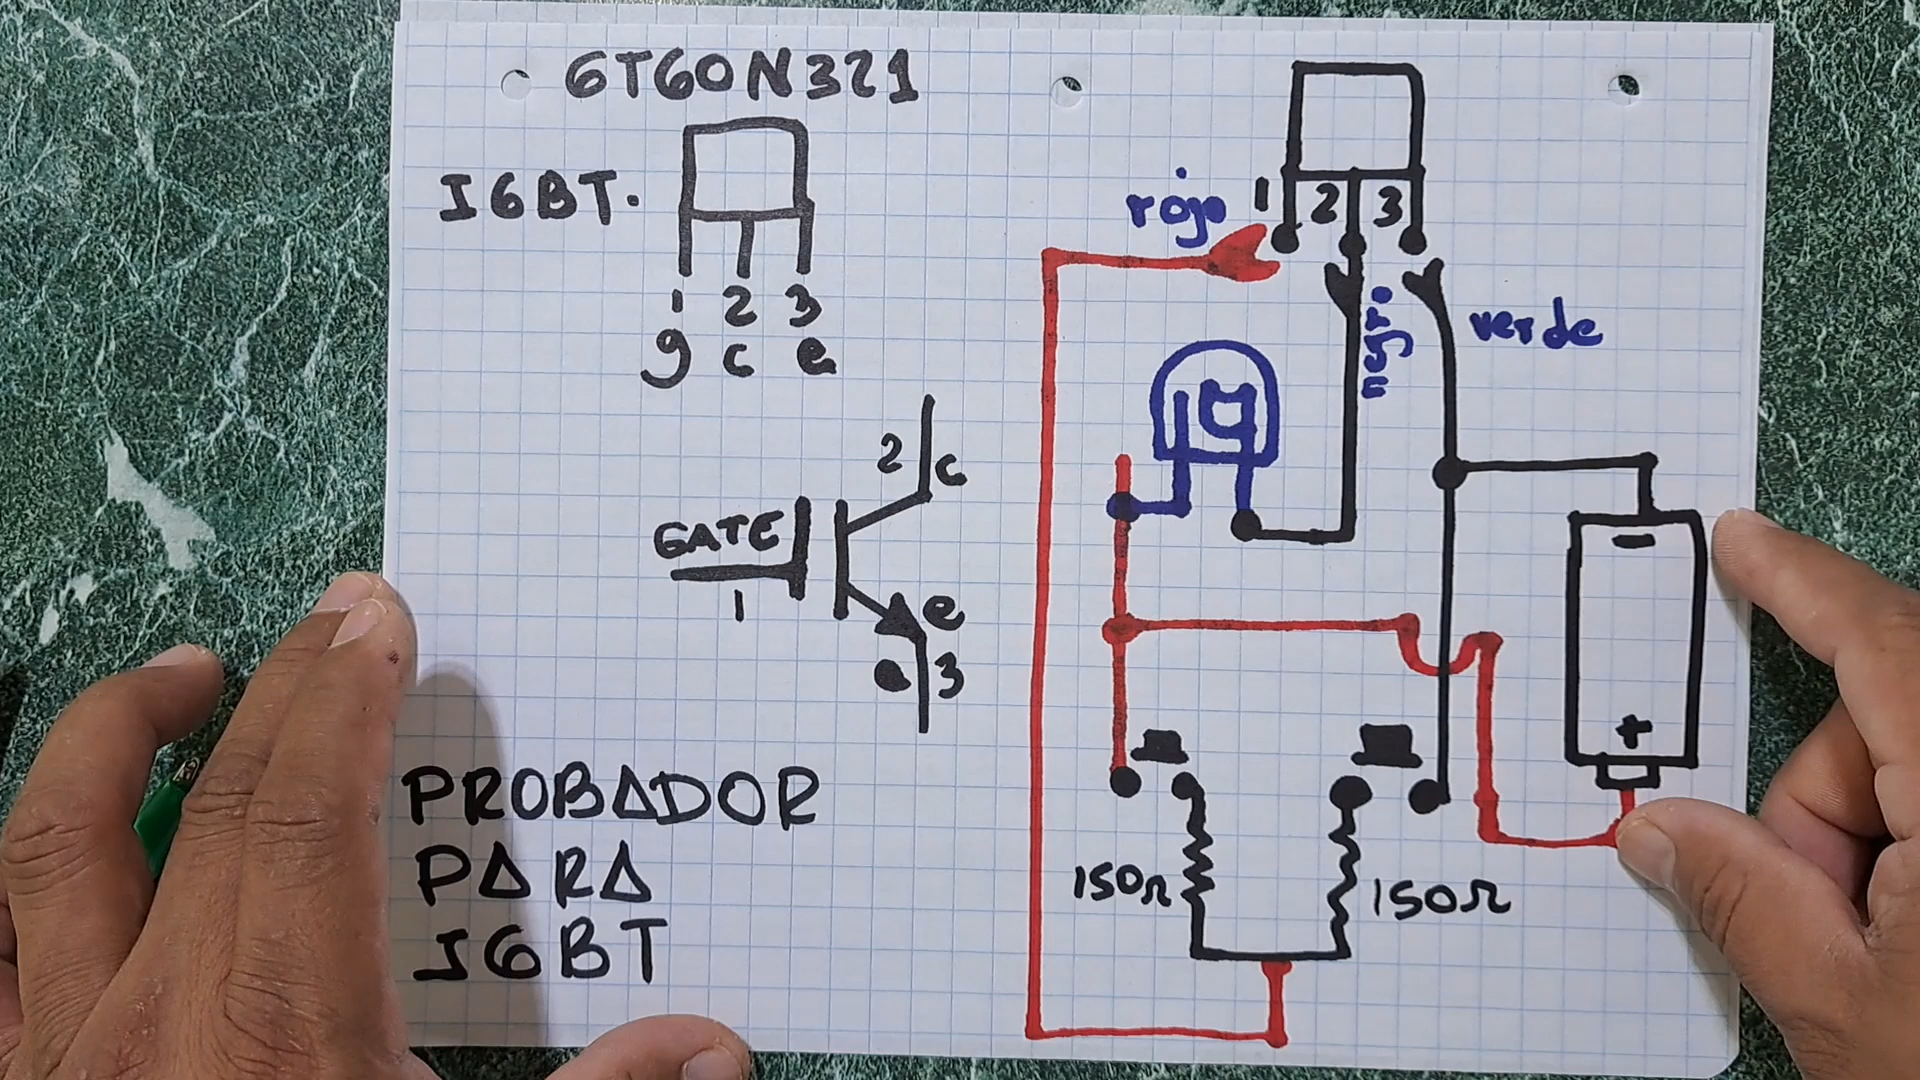 GT60N321
IGBT.
1 2 3
g c e
GATE
1
2 c
e
3
PROBADOR
PARA
IGBT
rojo 1 2 3
negro
verde
-
+
150Ω
150Ω